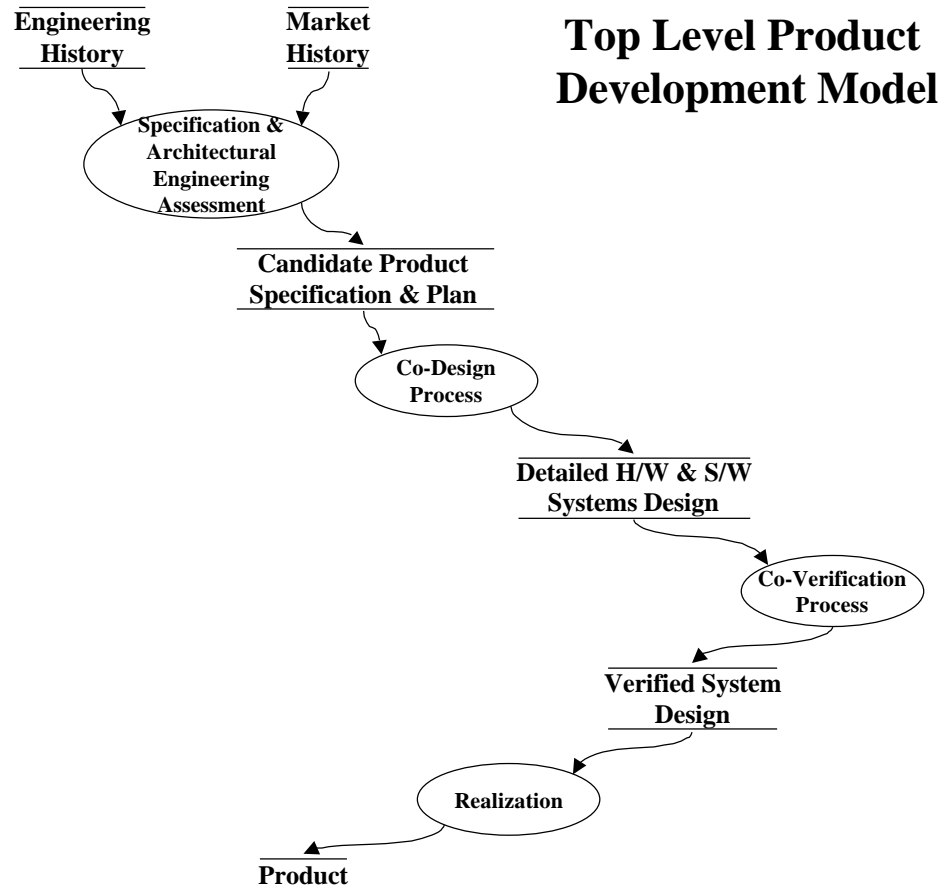 Top Level Product
Development Model
Engineering
History
Market
History
Specification &
Architectural
Engineering
Assessment
Candidate Product
Specification & Plan
Co-Design
Process
Detailed H/W & S/W
Systems Design
Co-Verification
Process
Verified System
Design
Realization
Product